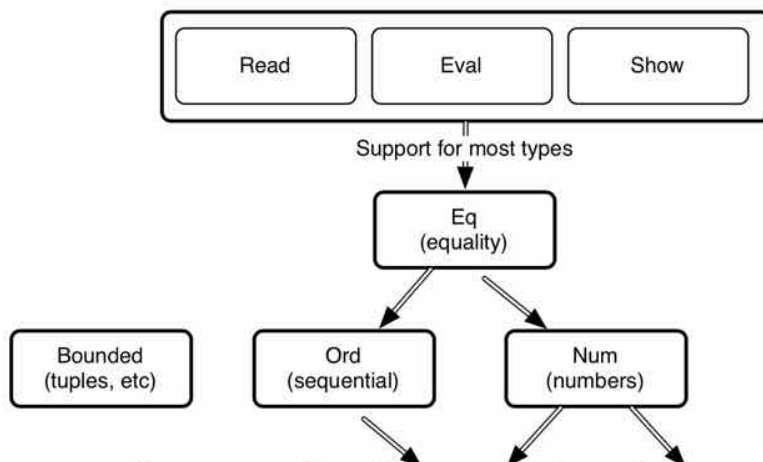 Read
Eval
Show
Support for most types
Eq
(equality)
Bounded
(tuples, etc)
Ord
(sequential)
Num
(numbers)